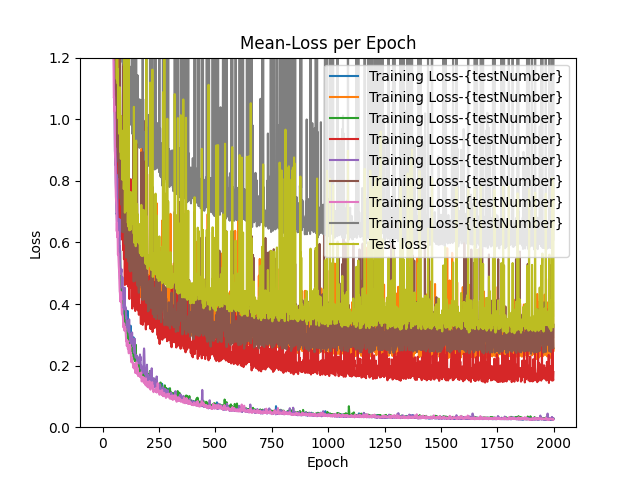 Mean-Loss per Epoch
1.2
1.0
0.8
0.6
0.4
0.2
0.0
Loss
Training Loss-{testNumber}
Training Loss-{testNumber}
Training Loss-{testNumber}
Training Loss-{testNumber}
Training Loss-{testNumber}
Training Loss-{testNumber}
Training Loss-{testNumber}
Training Loss-{testNumber}
Test loss
0 250 500 750 1000 1250 1500 1750 2000
Epoch